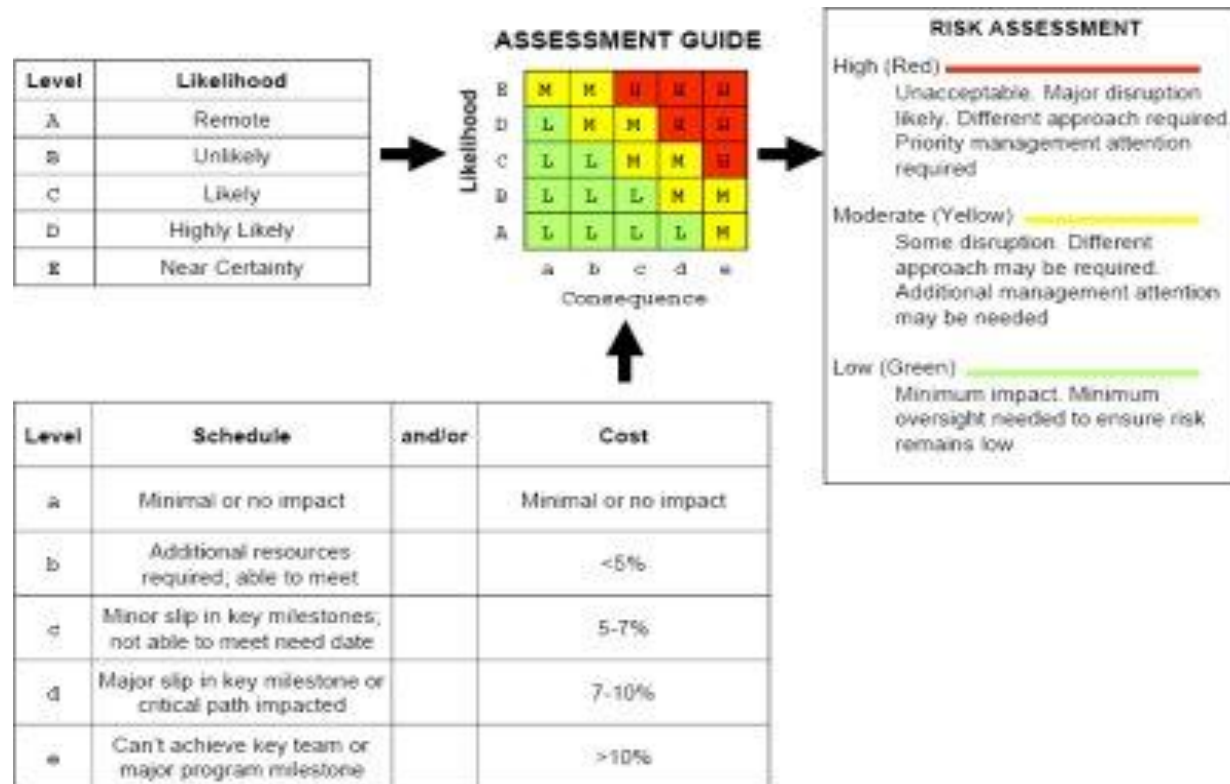 ASSESSMENT GUIDE
Level Likelihood
A Remote
B Unlikely
C Likely
D Highly Likely
E Near Certainty
Likelihood
E M M H H H
D L M M H H
C L L M M H
B L L L M M
A L L L L M
a b c d e
Consequence
RISK ASSESSMENT
High (Red)
Unacceptable. Major disruption
likely. Different approach required
Priority management attention
required
Moderate (Yellow)
Some disruption. Different
approach may be required.
Additional management attention
may be needed
Low (Green)
Minimum impact. Minimum
oversight needed to ensure risk
remains low
Level Schedule and/or Cost
a Minimal or no impact Minimal or no impact
b Additional resources
required; able to meet <5%
c Minor slip in key milestones;
not able to meet need date 5-7%
d Major slip in key milestone or
critical path impacted 7-10%
e Can't achieve key team or
major program milestone >10%